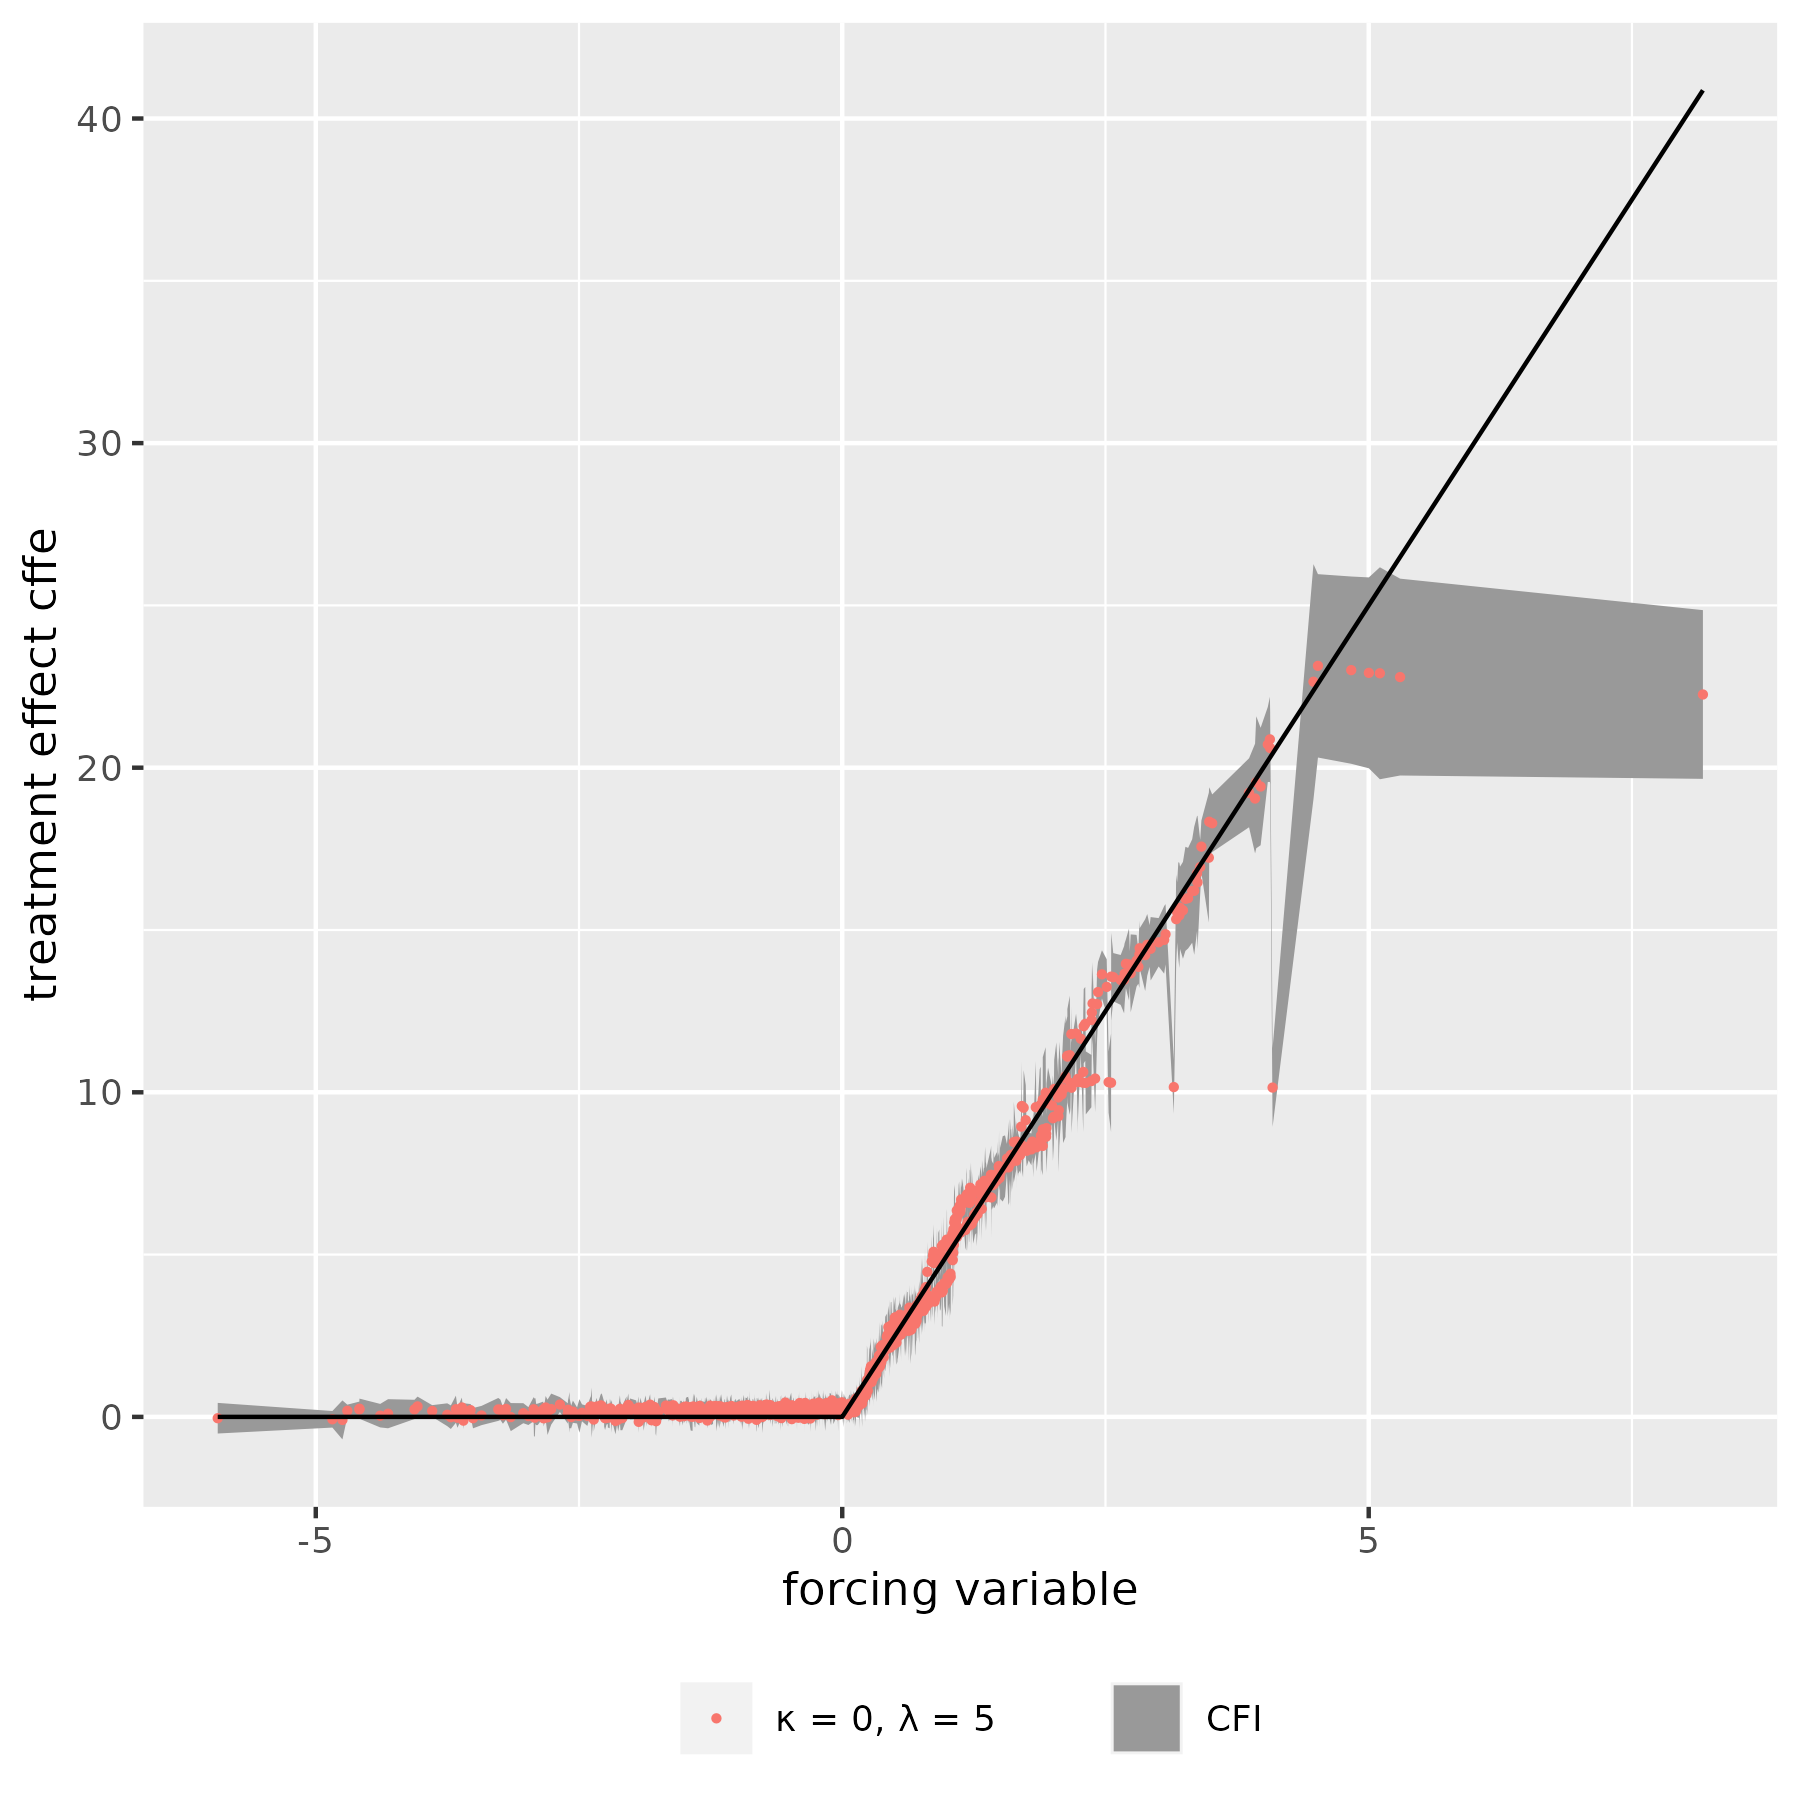 treatment effect cffe
40
30
20
10
0
-5 0 5
forcing variable
κ = 0, λ = 5 CFI